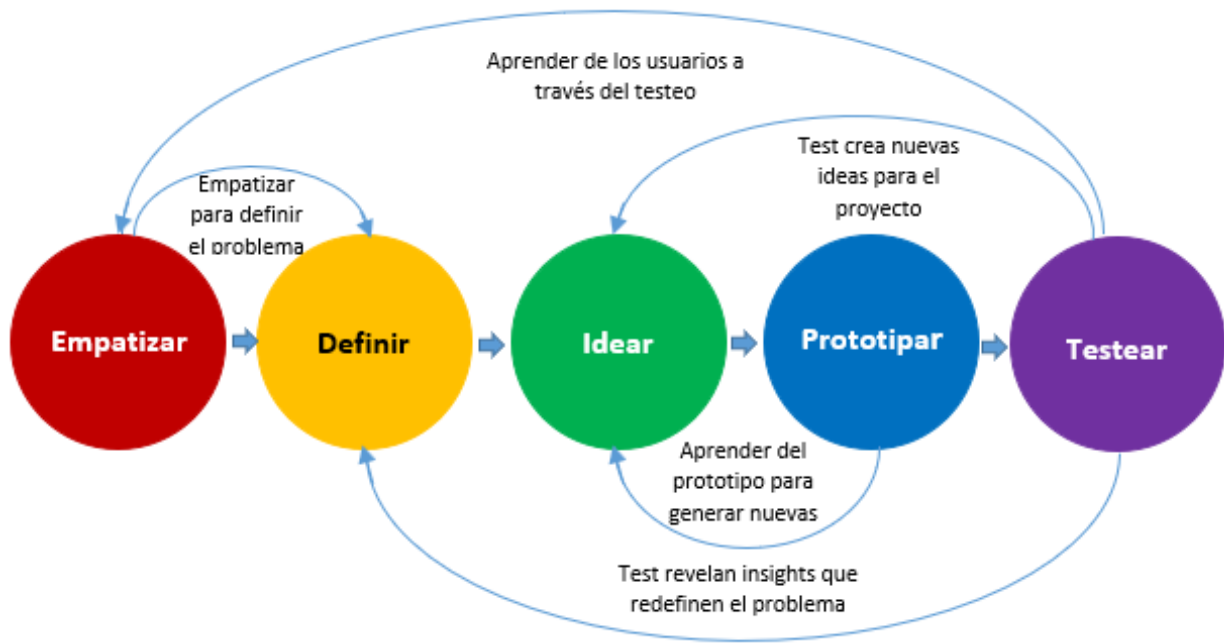 Aprender de los usuarios a
través del testeo
Test crea nuevas
ideas para el
proyecto
Empatizar
para definir
el problema
Empatizar
Definir
Idear
Prototipar
Testear
Aprender del
prototipo para
generar nuevas
Test revelan insights que
redefinen el problema